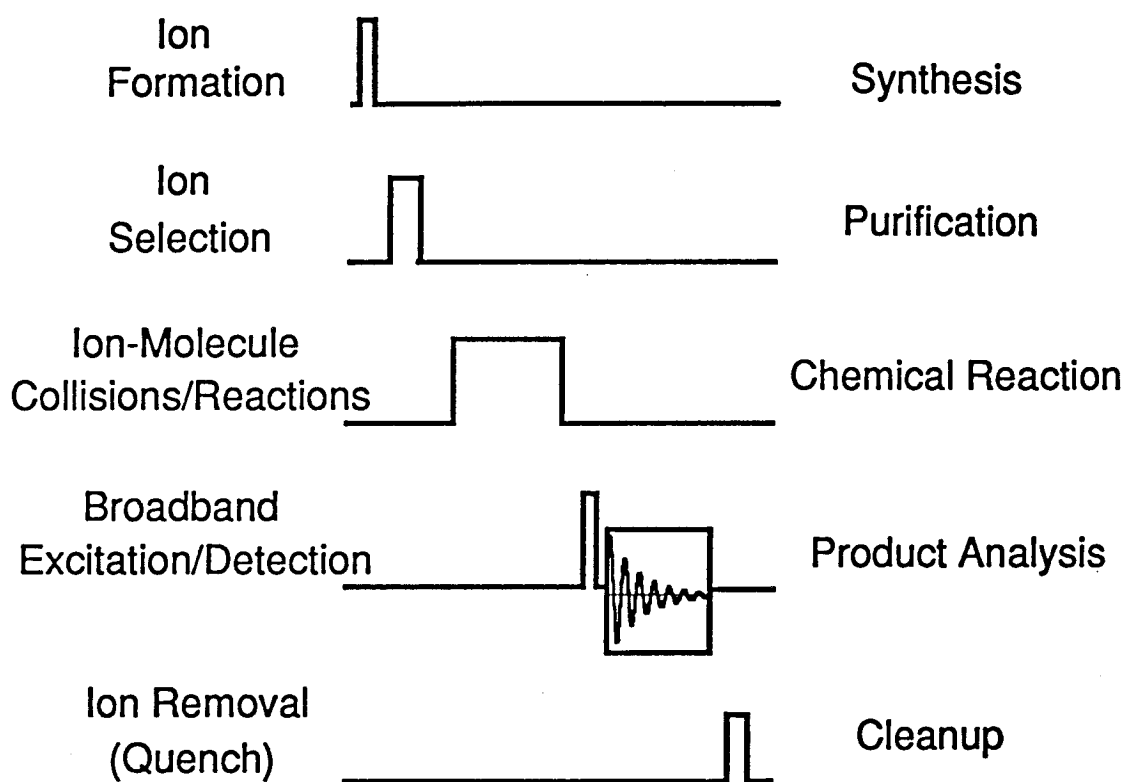 Ion
Formation
Synthesis
Ion
Selection
Purification
Ion-Molecule
Collisions/Reactions
Chemical Reaction
Broadband
Excitation/Detection
Product Analysis
Ion Removal
(Quench)
Cleanup